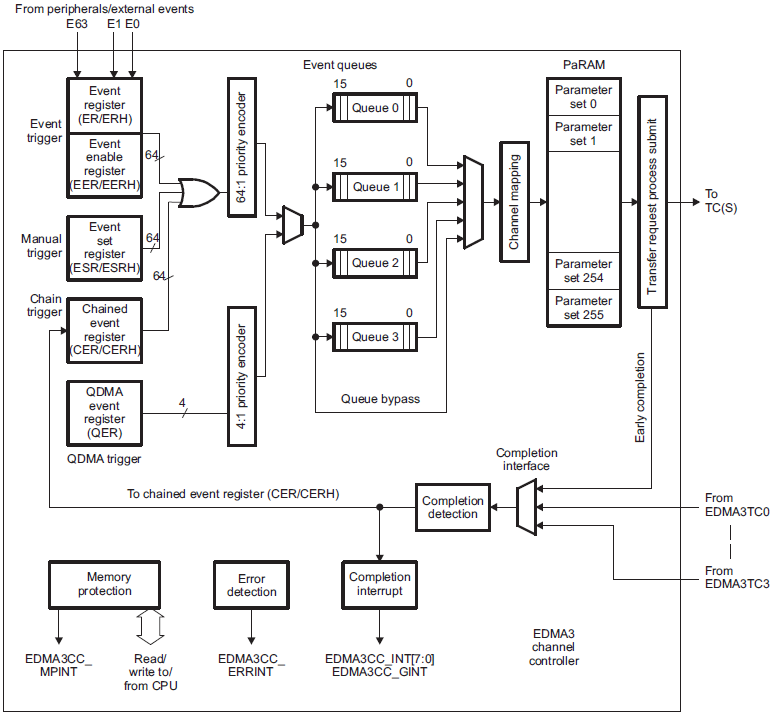 From peripherals/external events
E63
E1 E0
Event queues
PaRAM
Event
trigger
Event
register
(ER/ERH)
Event
enable
register
(EER/EERH)
64
Manual
trigger
Event
set
register
(ESR/ESRH)
64
64
Chain
trigger
Chained
event
register
(CER/CERH)
QDMA
event
register
(QER)
4
QDMA trigger
64:1 priority encoder
4:1 priority encoder
15
0
Queue 0
15
0
Queue 1
15
0
Queue 2
15
0
Queue 3
Queue bypass
Channel mapping
Parameter
set 0
Parameter
set 1
Parameter
set 254
Parameter
set 255
Transfer request process submit
To
TC(S)
Early completion
Completion
interface
To chained event register (CER/CERH)
Completion
detection
From
EDMA3TC0
From
EDMA3TC3
Memory
protection
Error
detection
Completion
interrupt
EDMA3CC_
MPINT
Read/
write to/
from CPU
EDMA3CC_
ERRINT
EDMA3CC_INT[7:0]
EDMA3CC_GINT
EDMA3
channel
controller